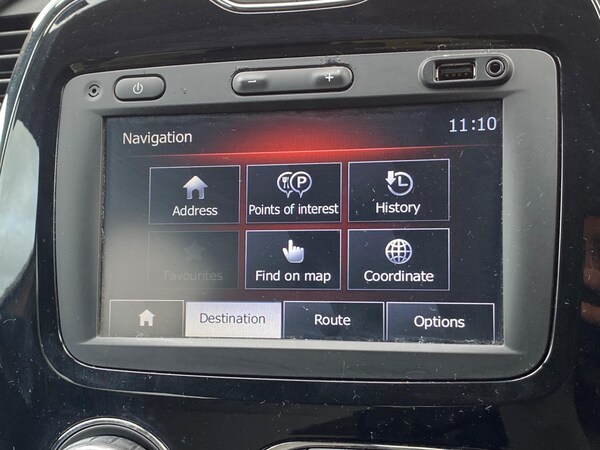 − +
Navigation 11:10
P
Address Points of interest History
Favourites Find on map Coordinate
Destination Route Options